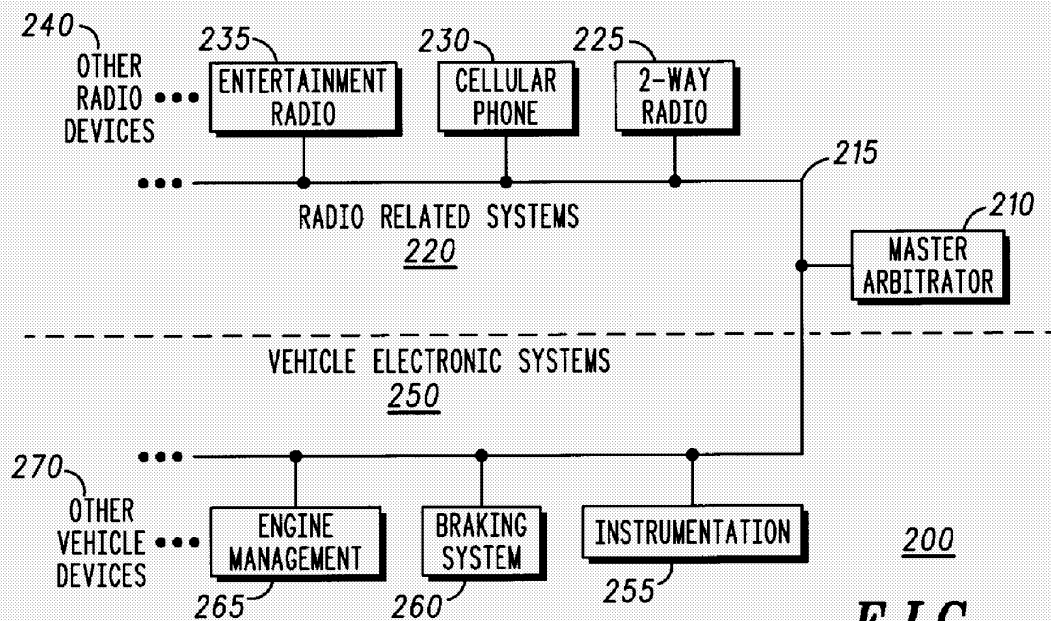 240
OTHER
RADIO
DEVICES
235
ENTERTAINMENT
RADIO
230
CELLULAR
PHONE
225
2-WAY
RADIO
215
RADIO RELATED SYSTEMS
220
210
MASTER
ARBITRATOR
VEHICLE ELECTRONIC SYSTEMS
250
270
OTHER
VEHICLE
DEVICES
ENGINE
MANAGEMENT
265
BRAKING
SYSTEM
260
INSTRUMENTATION
255
200
FIG